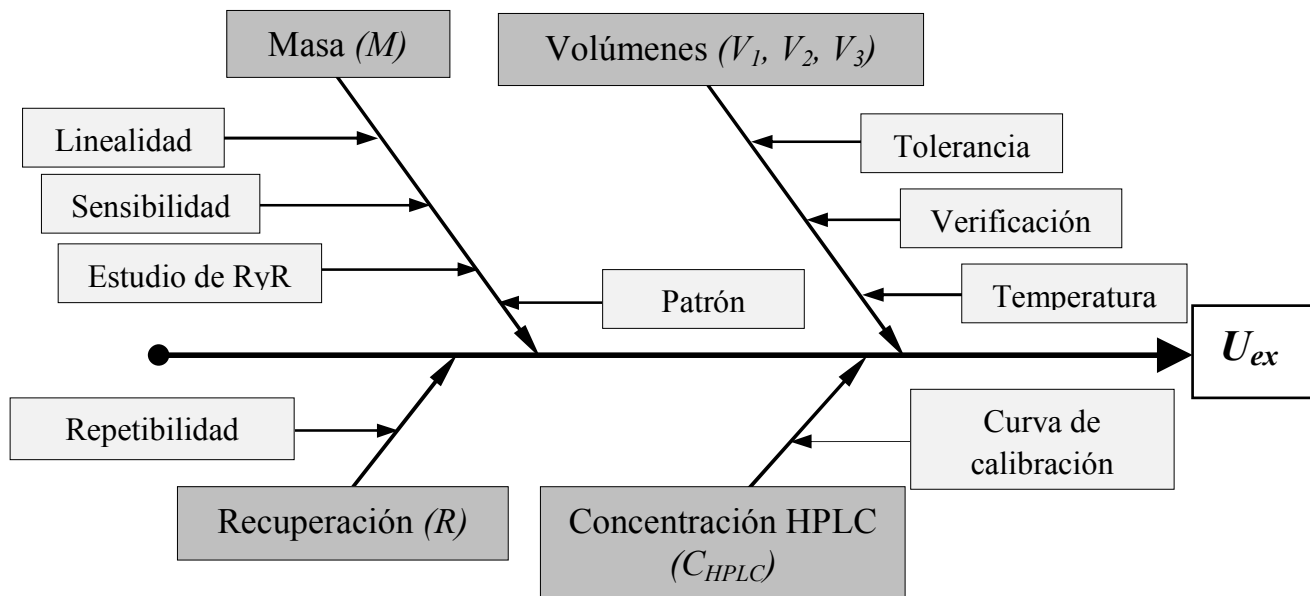 Masa (M)
Volúmenes (V1, V2, V3)
Linealidad
Tolerancia
Sensibilidad
Verificación
Estudio de RyR
Patrón
Temperatura
Uex
Repetibilidad
Curva de
calibración
Recuperación (R)
Concentración HPLC
(CHPLC)